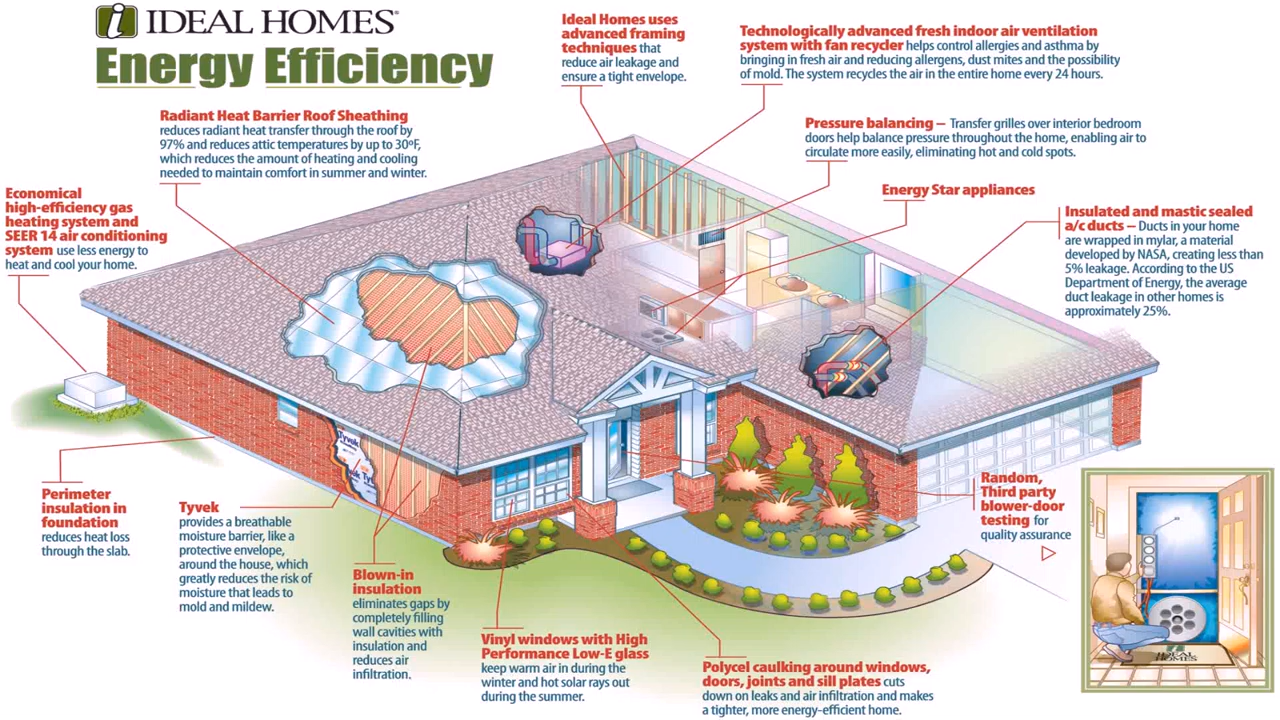 IDEAL HOMES®
Energy Efficiency
Ideal Homes uses
advanced framing
techniques that
reduce air leakage and
ensure a tight envelope.
Technologically advanced fresh indoor air ventilation
system with fan recycler helps control allergies and asthma by
bringing in fresh air and reducing allergens, dust mites and the possibility
of mold. The system recycles the air in the entire home every 24 hours.
Radiant Heat Barrier Roof Sheathing
reduces radiant heat transfer through the roof by
97% and reduces attic temperatures by up to 30ºF,
which reduces the amount of heating and cooling
needed to maintain comfort in summer and winter.
Pressure balancing – Transfer grilles over interior bedroom
doors help balance pressure throughout the home, enabling air to
circulate more easily, eliminating hot and cold spots.
Energy Star appliances
Economical
high-efficiency gas
heating system and
SEER 14 air conditioning
system use less energy to
heat and cool your home.
Insulated and mastic sealed
a/c ducts – Ducts in your home
are wrapped in mylar, a material
developed by NASA, creating less than
5% leakage. According to the US
Department of Energy, the average
duct leakage in other homes is
approximately 25%.
Tyvek
Perimeter
insulation in
foundation
reduces heat loss
through the slab.
Tyvek
provides a breathable
moisture barrier, like a
protective envelope,
around the house, which
greatly reduces the risk of
moisture that leads to
mold and mildew.
Blown-in
insulation
eliminates gaps by
completely filling
wall cavities with
insulation and
reduces air
infiltration.
Vinyl windows with High
Performance Low-E glass
keep warm air in during the
winter and hot solar rays out
during the summer.
Polycel caulking around windows,
doors, joints and sill plates cuts
down on leaks and air infiltration and makes
a tighter, more energy-efficient home.
Random,
Third party
blower-door
testing for
quality assurance
IDEAL
HOMES